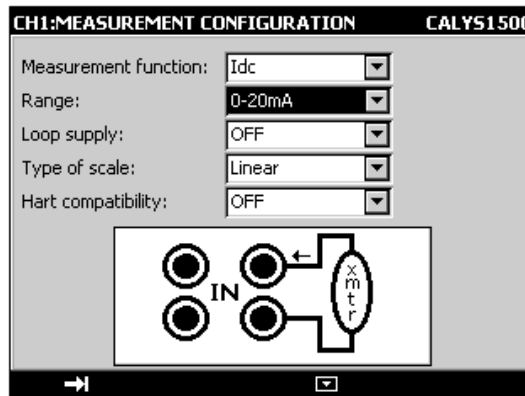 CH1:MEASUREMENT CONFIGURATION CALYS1500
Measurement function: Idc
Range: 0-20mA
Loop supply: OFF
Type of scale: Linear
Hart compatibility: OFF
IN
xmtr